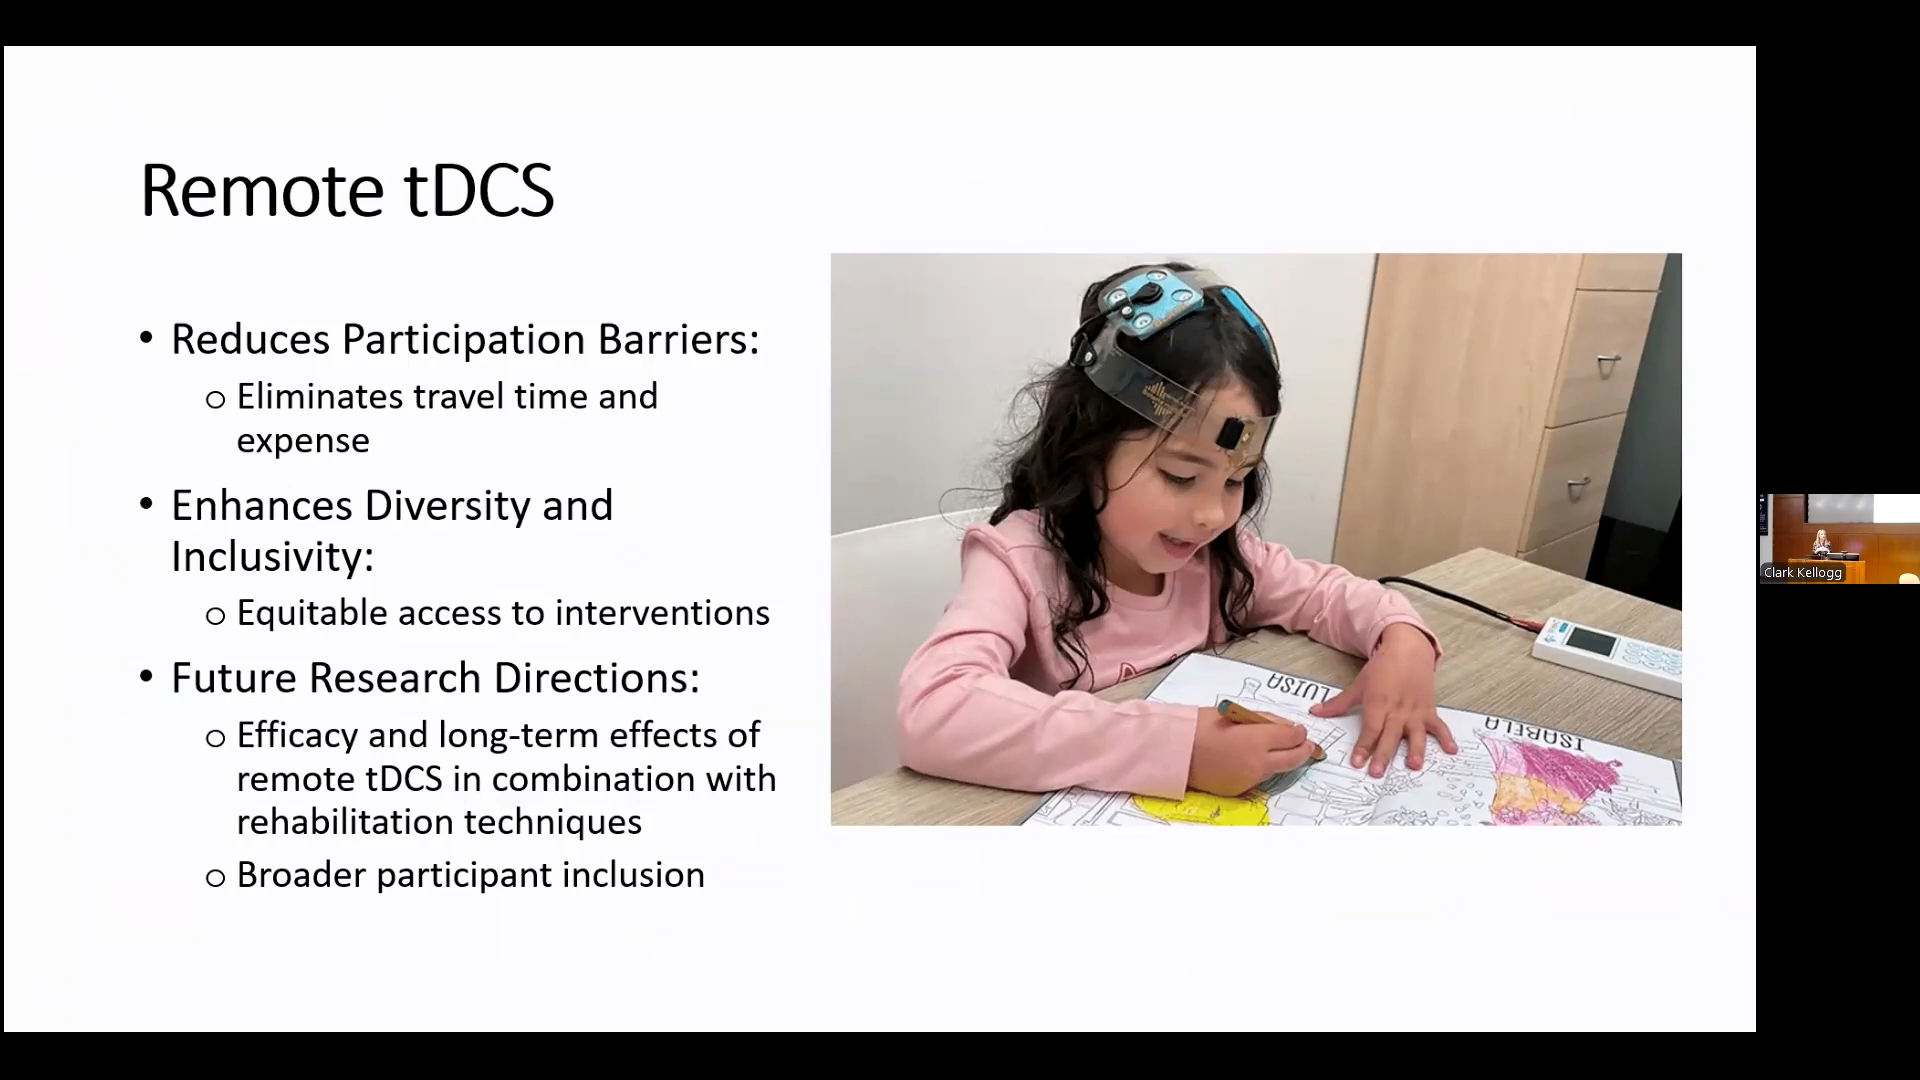 Remote tDCS
• Reduces Participation Barriers:
o Eliminates travel time and
expense
• Enhances Diversity and
Inclusivity:
o Equitable access to interventions
• Future Research Directions:
o Efficacy and long-term effects of
remote tDCS in combination with
rehabilitation techniques
o Broader participant inclusion
LUISA
ISABELA
Clark Kellogg